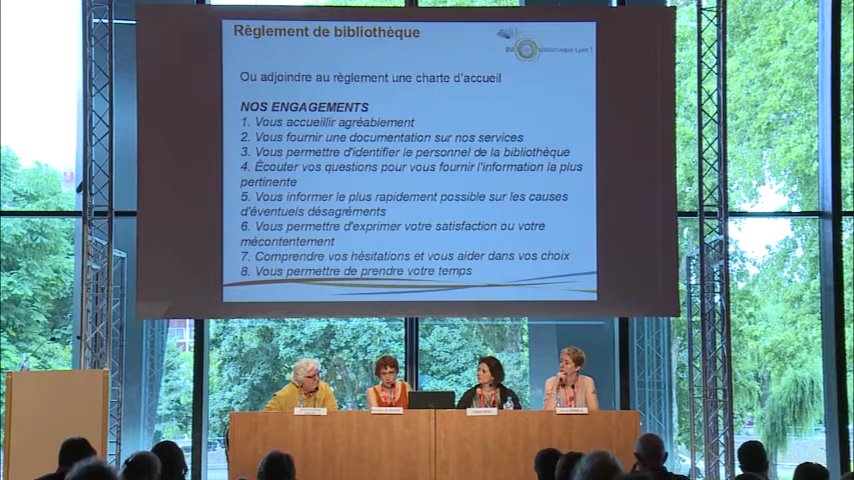 Règlement de bibliothèque
Bibliothèque Lyon 1
Ou adjoindre au règlement une charte d'accueil
NOS ENGAGEMENTS
1. Vous accueillir agréablement
2. Vous fournir une documentation sur nos services
3. Vous permettre d'identifier le personnel de la bibliothèque
4. Écouter vos questions pour vous fournir l'information la plus
pertinente
5. Vous informer le plus rapidement possible sur les causes
d'éventuels désagréments
6. Vous permettre d'exprimer votre satisfaction ou votre
mécontentement
7. Comprendre vos hésitations et vous aider dans vos choix
8. Vous permettre de prendre votre temps